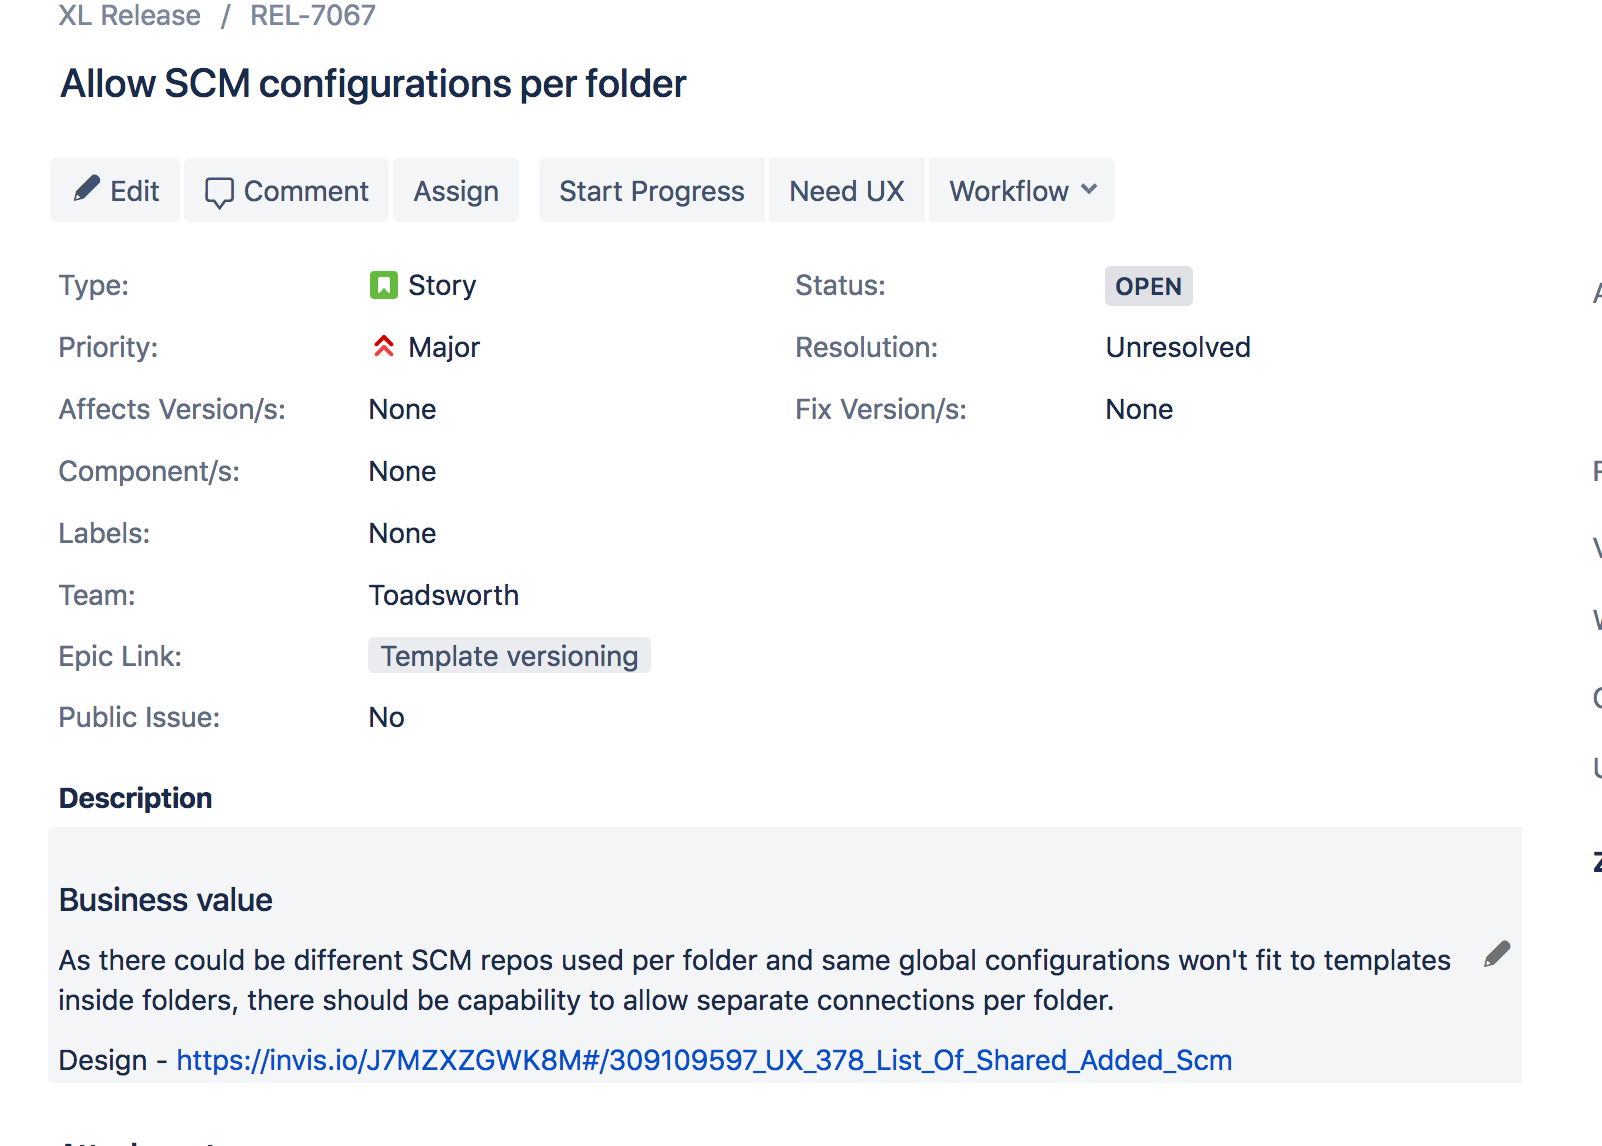 XL Release / REL-7067
Allow SCM configurations per folder
Edit Comment Assign Start Progress Need UX Workflow
Type: Story Status: OPEN
Priority: Major Resolution: Unresolved
Affects Version/s: None Fix Version/s: None
Component/s: None
Labels: None
Team: Toadsworth
Epic Link: Template versioning
Public Issue: No
Description
Business value
As there could be different SCM repos used per folder and same global configurations won't fit to templates
inside folders, there should be capability to allow separate connections per folder.
Design - https://invis.io/J7MZXZGWK8M#/309109597_UX_378_List_Of_Shared_Added_Scm